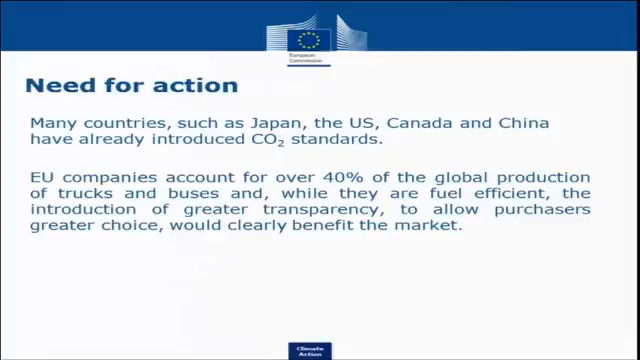 European
Commission
Need for action
Many countries, such as Japan, the US, Canada and China
have already introduced CO₂ standards.
EU companies account for over 40% of the global production
of trucks and buses and, while they are fuel efficient, the
introduction of greater transparency, to allow purchasers
greater choice, would clearly benefit the market.
Climate
Action